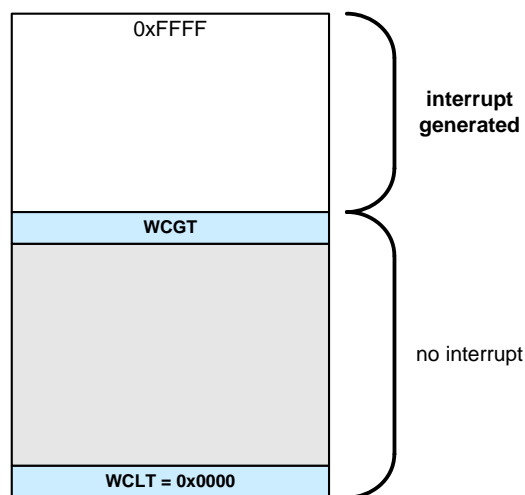 0xFFFF
interrupt
generated
WCGT
no interrupt
WCLT = 0x0000